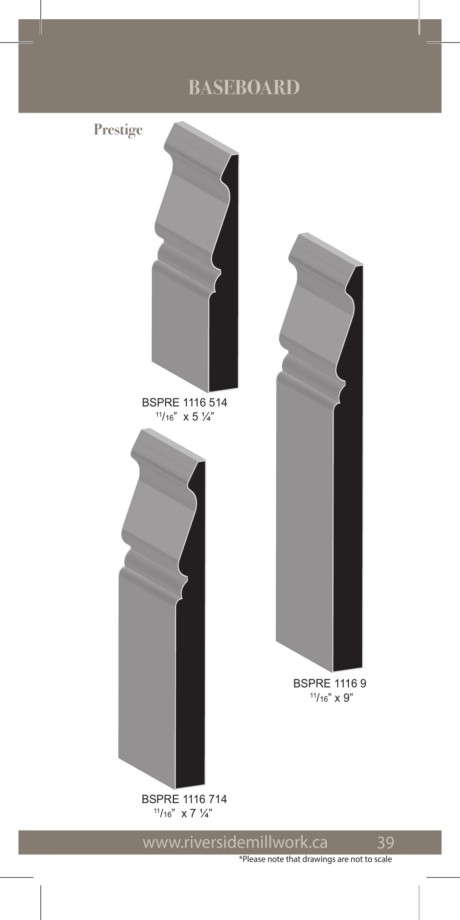 BASEBOARD
Prestige
BSPRE 1116 514
11/16" x 5 ¼"
BSPRE 1116 9
11/16" x 9"
BSPRE 1116 714
11/16" x 7 ¼"
www.riversidemillwork.ca 39
*Please note that drawings are not to scale